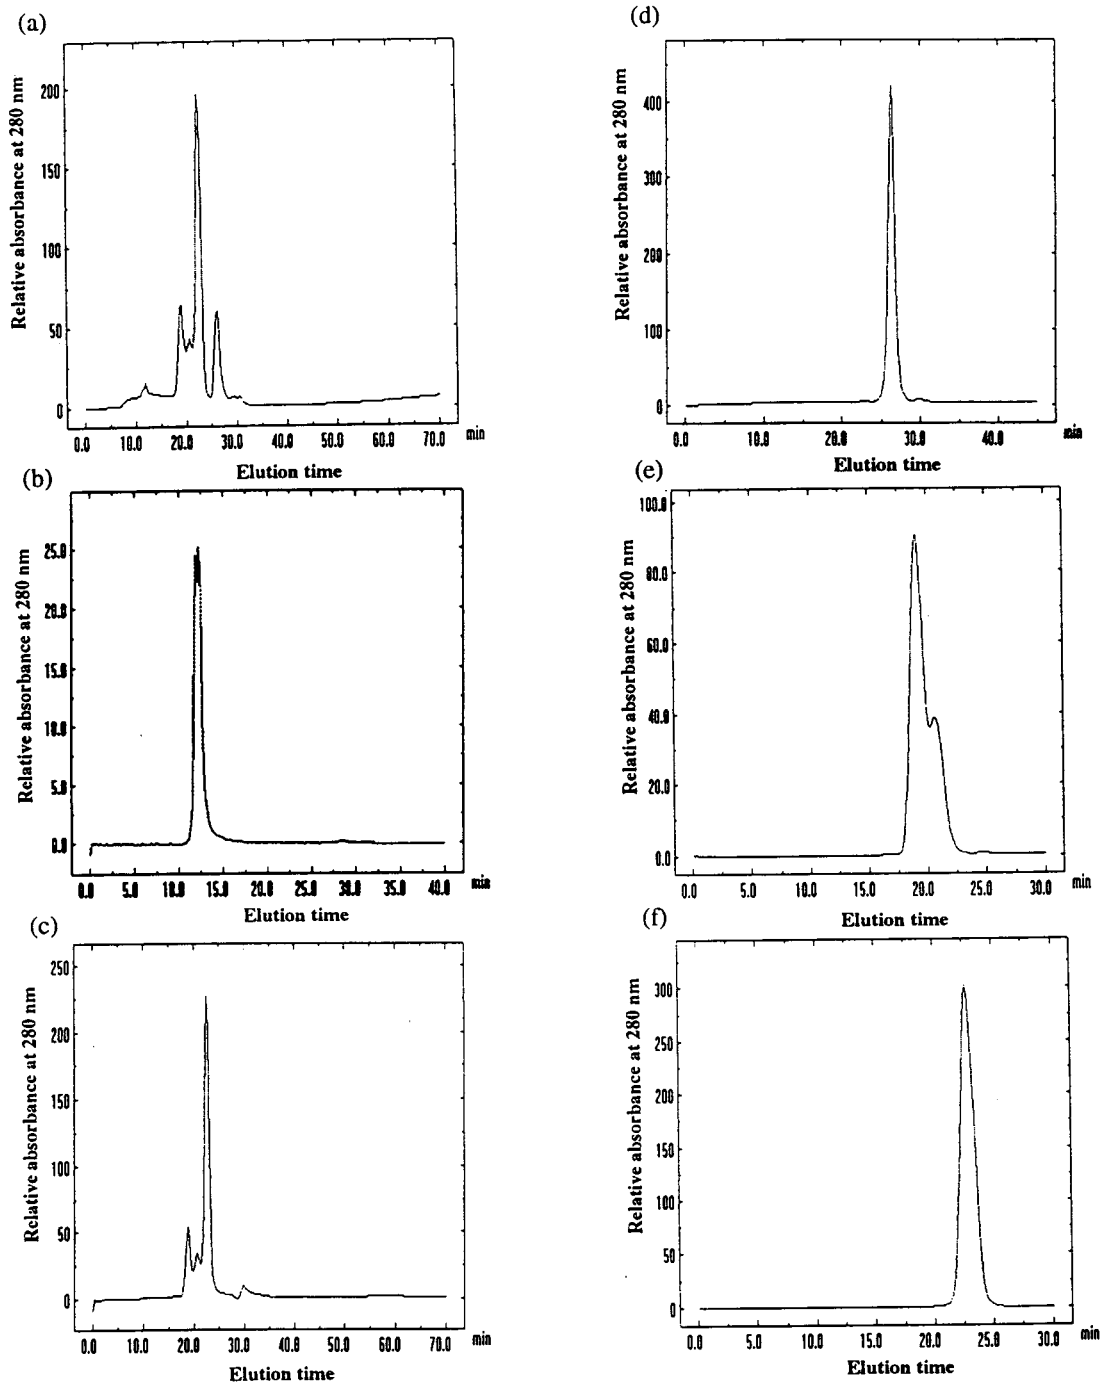 (a)
Relative absorbance at 280 nm
200
150
100
50
0
0.0 10.0 20.0 30.0 40.0 50.0 60.0 70.0 min
Elution time
(b)
Relative absorbance at 280 nm
25.0
20.0
15.0
10.0
5.0
0.0
0.0 5.0 10.0 15.0 20.0 25.0 30.0 35.0 40.0 min
Elution time
(c)
Relative absorbance at 280 nm
250
200
150
100
50
0
0.0 10.0 20.0 30.0 40.0 50.0 60.0 70.0 min
Elution time
(d)
Relative absorbance at 280 nm
400
300
200
100
0
0.0 10.0 20.0 30.0 40.0 min
Elution time
(e)
Relative absorbance at 280 nm
100.0
80.0
60.0
40.0
20.0
0.0
0.0 5.0 10.0 15.0 20.0 25.0 30.0 min
Elution time
(f)
Relative absorbance at 280 nm
300
250
200
150
100
50
0
0.0 5.0 10.0 15.0 20.0 25.0 30.0 min
Elution time